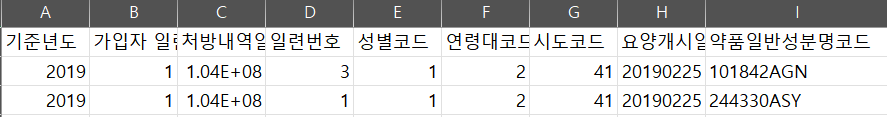 A B C D E F G H I
기준년도 가입자 일련 처방내역일 일련번호 성별코드 연령대코드 시도코드 요양개시일 약품일반성분명코드
2019 1 1.04E+08 3 1 2 41 20190225 101842AGN
2019 1 1.04E+08 1 1 2 41 20190225 244330ASY